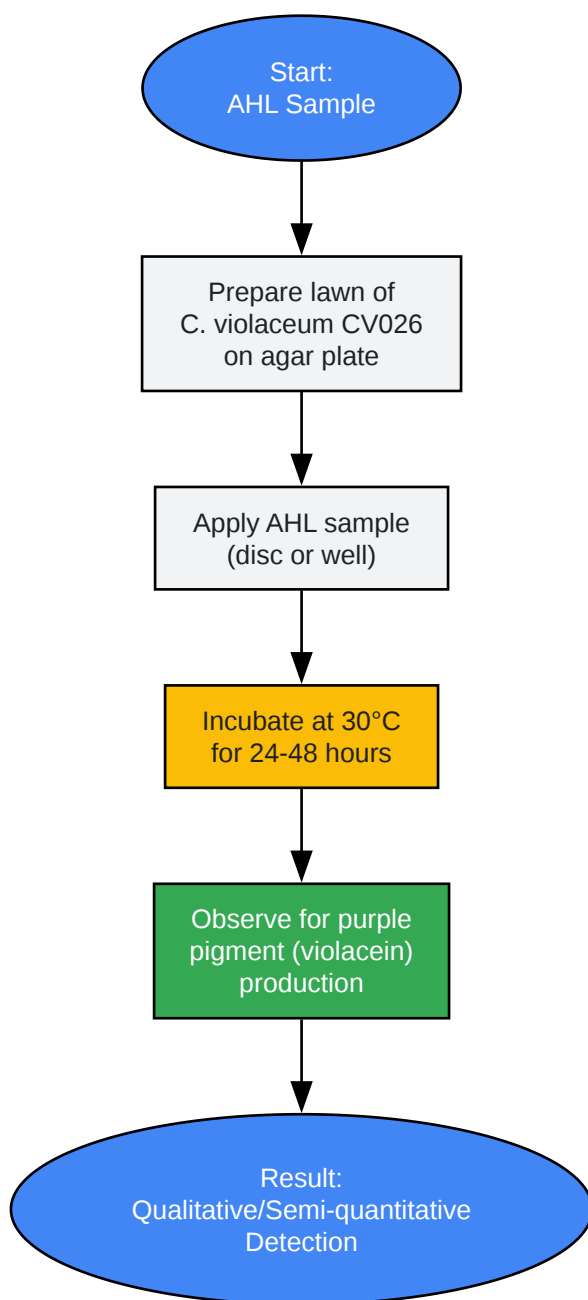 Start:
AHL Sample
Prepare lawn of
C. violaceum CV026
on agar plate
Apply AHL sample
(disc or well)
Incubate at 30°C
for 24-48 hours
Observe for purple
pigment (violacein)
production
Result:
Qualitative/Semi-quantitative
Detection